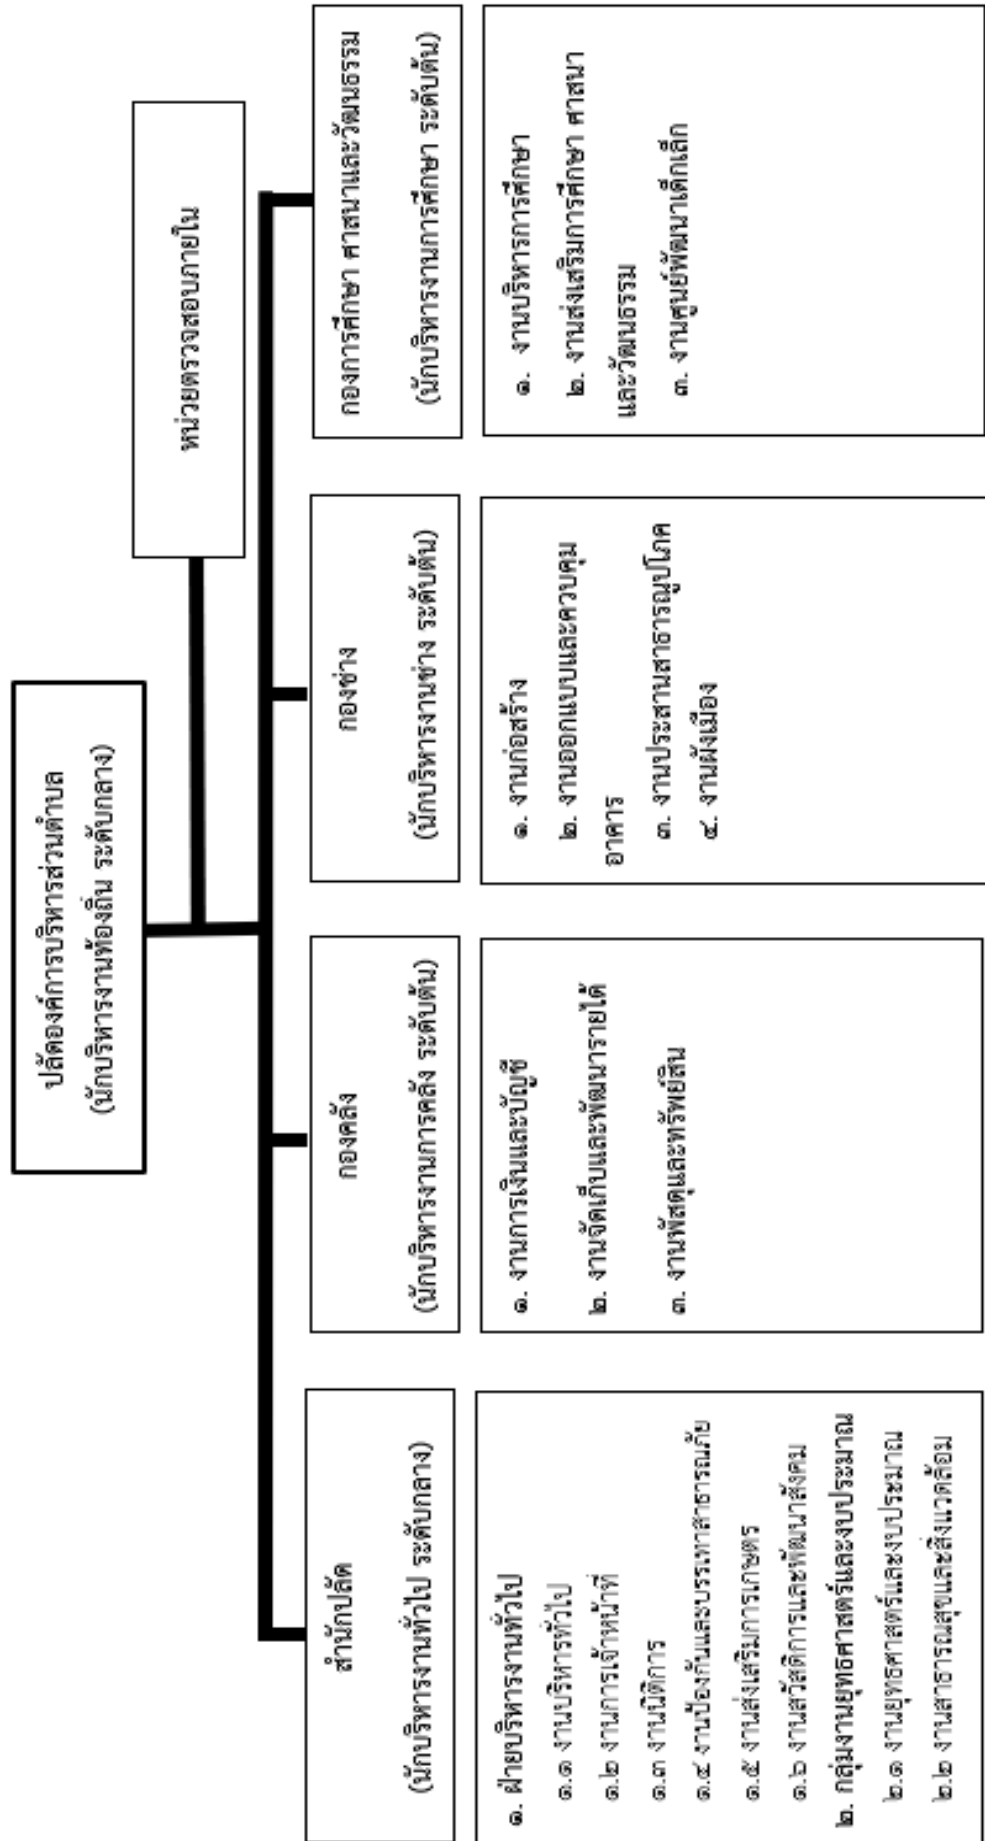 ปลัดองค์การบริหารส่วนตำบล
(นักบริหารงานท้องถิ่น ระดับกลาง)
หน่วยตรวจสอบภายใน
สำนักปลัด
(นักบริหารงานทั่วไป ระดับกลาง)
๑. ฝ่ายบริหารงานทั่วไป
๑.๑ งานบริหารทั่วไป
๑.๒ งานการเจ้าหน้าที่
๑.๓ งานนิติการ
๑.๔ งานป้องกันและบรรเทาสาธารณภัย
๑.๕ งานส่งเสริมการเกษตร
๑.๖ งานสวัสดิการและพัฒนาสังคม
๒. กลุ่มงานยุทธศาสตร์และงบประมาณ
๒.๑ งานยุทธศาสตร์และงบประมาณ
๒.๒ งานสาธารณสุขและสิ่งแวดล้อม
กองคลัง
(นักบริหารงานการคลัง ระดับต้น)
๑. งานการเงินและบัญชี
๒. งานจัดเก็บและพัฒนารายได้
๓. งานพัสดุและทรัพย์สิน
กองช่าง
(นักบริหารงานช่าง ระดับต้น)
๑. งานก่อสร้าง
๒. งานออกแบบและควบคุม
อาคาร
๓. งานประสานสาธารณูปโภค
๔. งานผังเมือง
กองการศึกษา ศาสนาและวัฒนธรรม
(นักบริหารงานการศึกษา ระดับต้น)
๑. งานบริหารการศึกษา
๒. งานส่งเสริมการศึกษา ศาสนา
และวัฒนธรรม
๓. งานศูนย์พัฒนาเด็กเล็ก